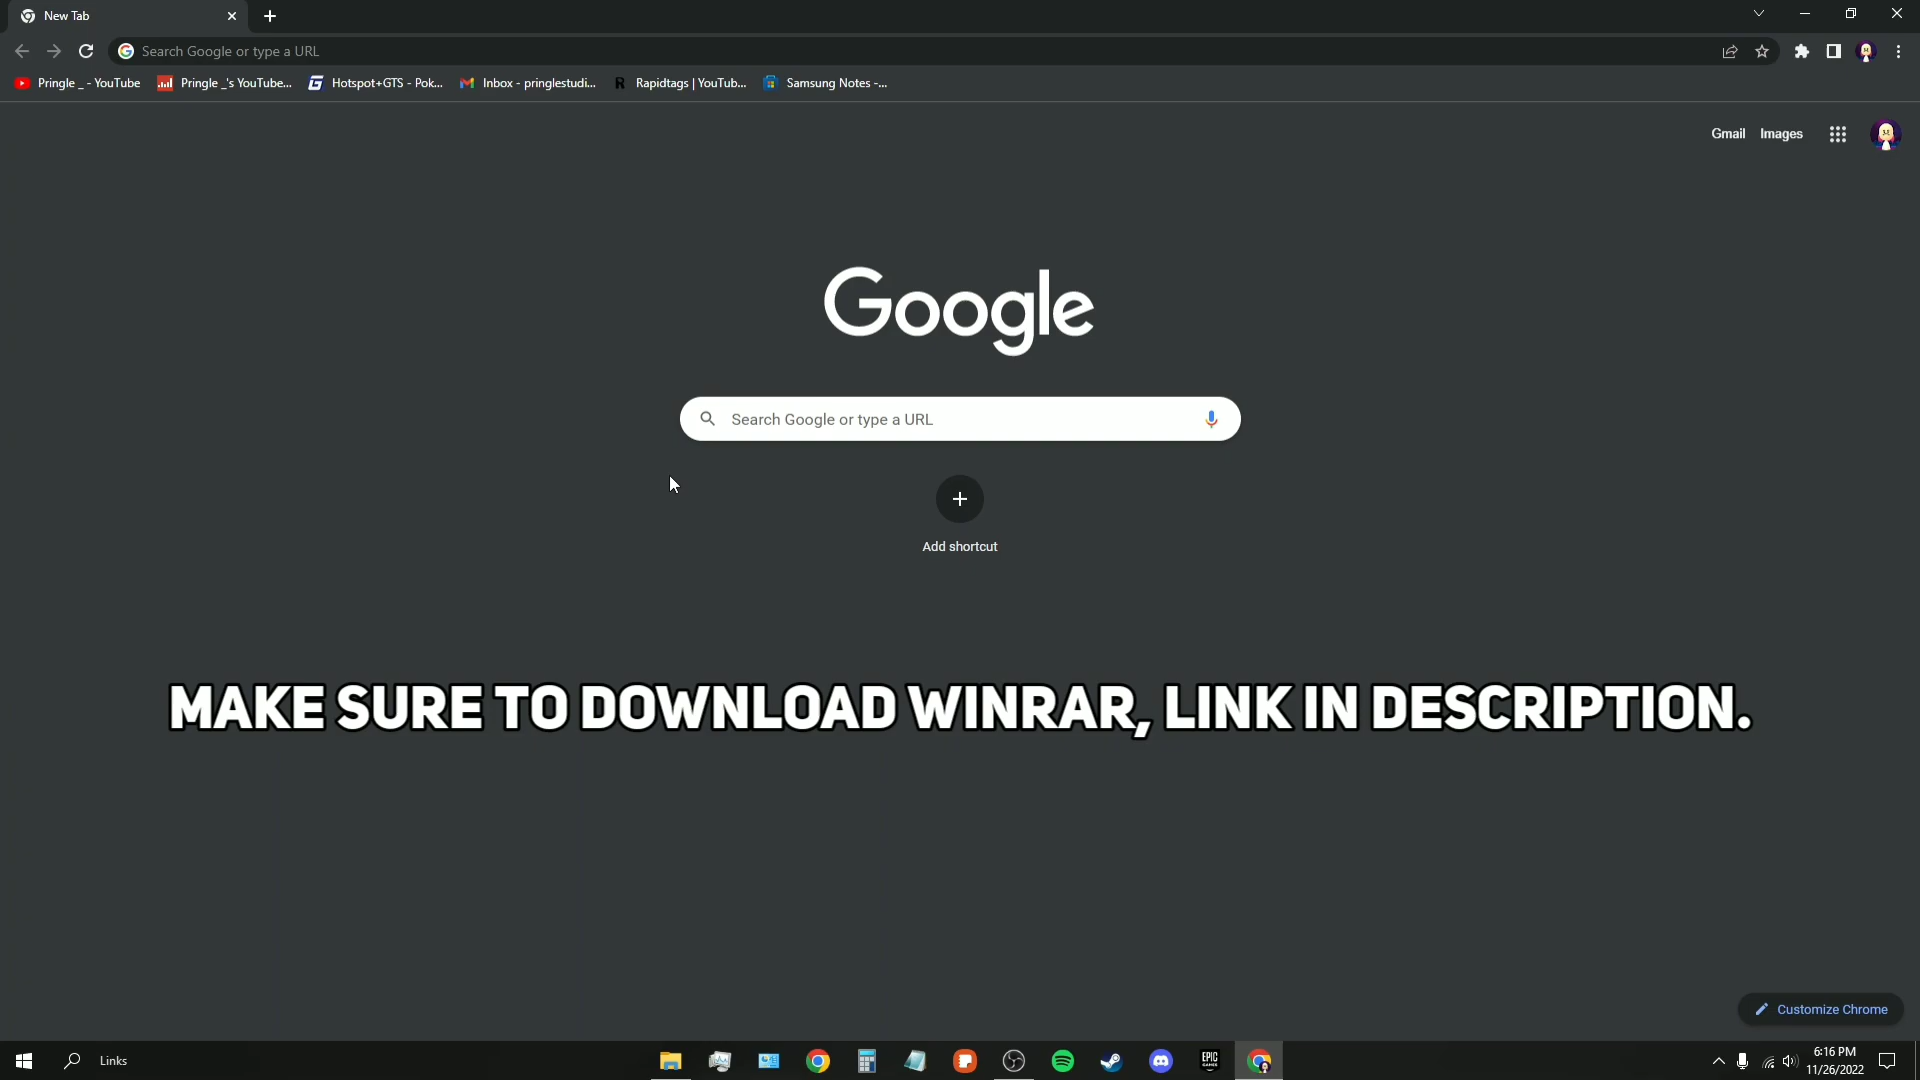 New Tab
Search Google or type a URL
Pringle _ - YouTube
Pringle _'s YouTube...
Hotspot+GTS - Pok...
Inbox - pringlestudi...
R Rapidtags | YouTub...
Samsung Notes -...
Gmail Images
Google
Search Google or type a URL
Add shortcut
MAKE SURE TO DOWNLOAD WINRAR, LINK IN DESCRIPTION.
Customize Chrome
Links
EPIC GAMES
6:16 PM
11/26/2022